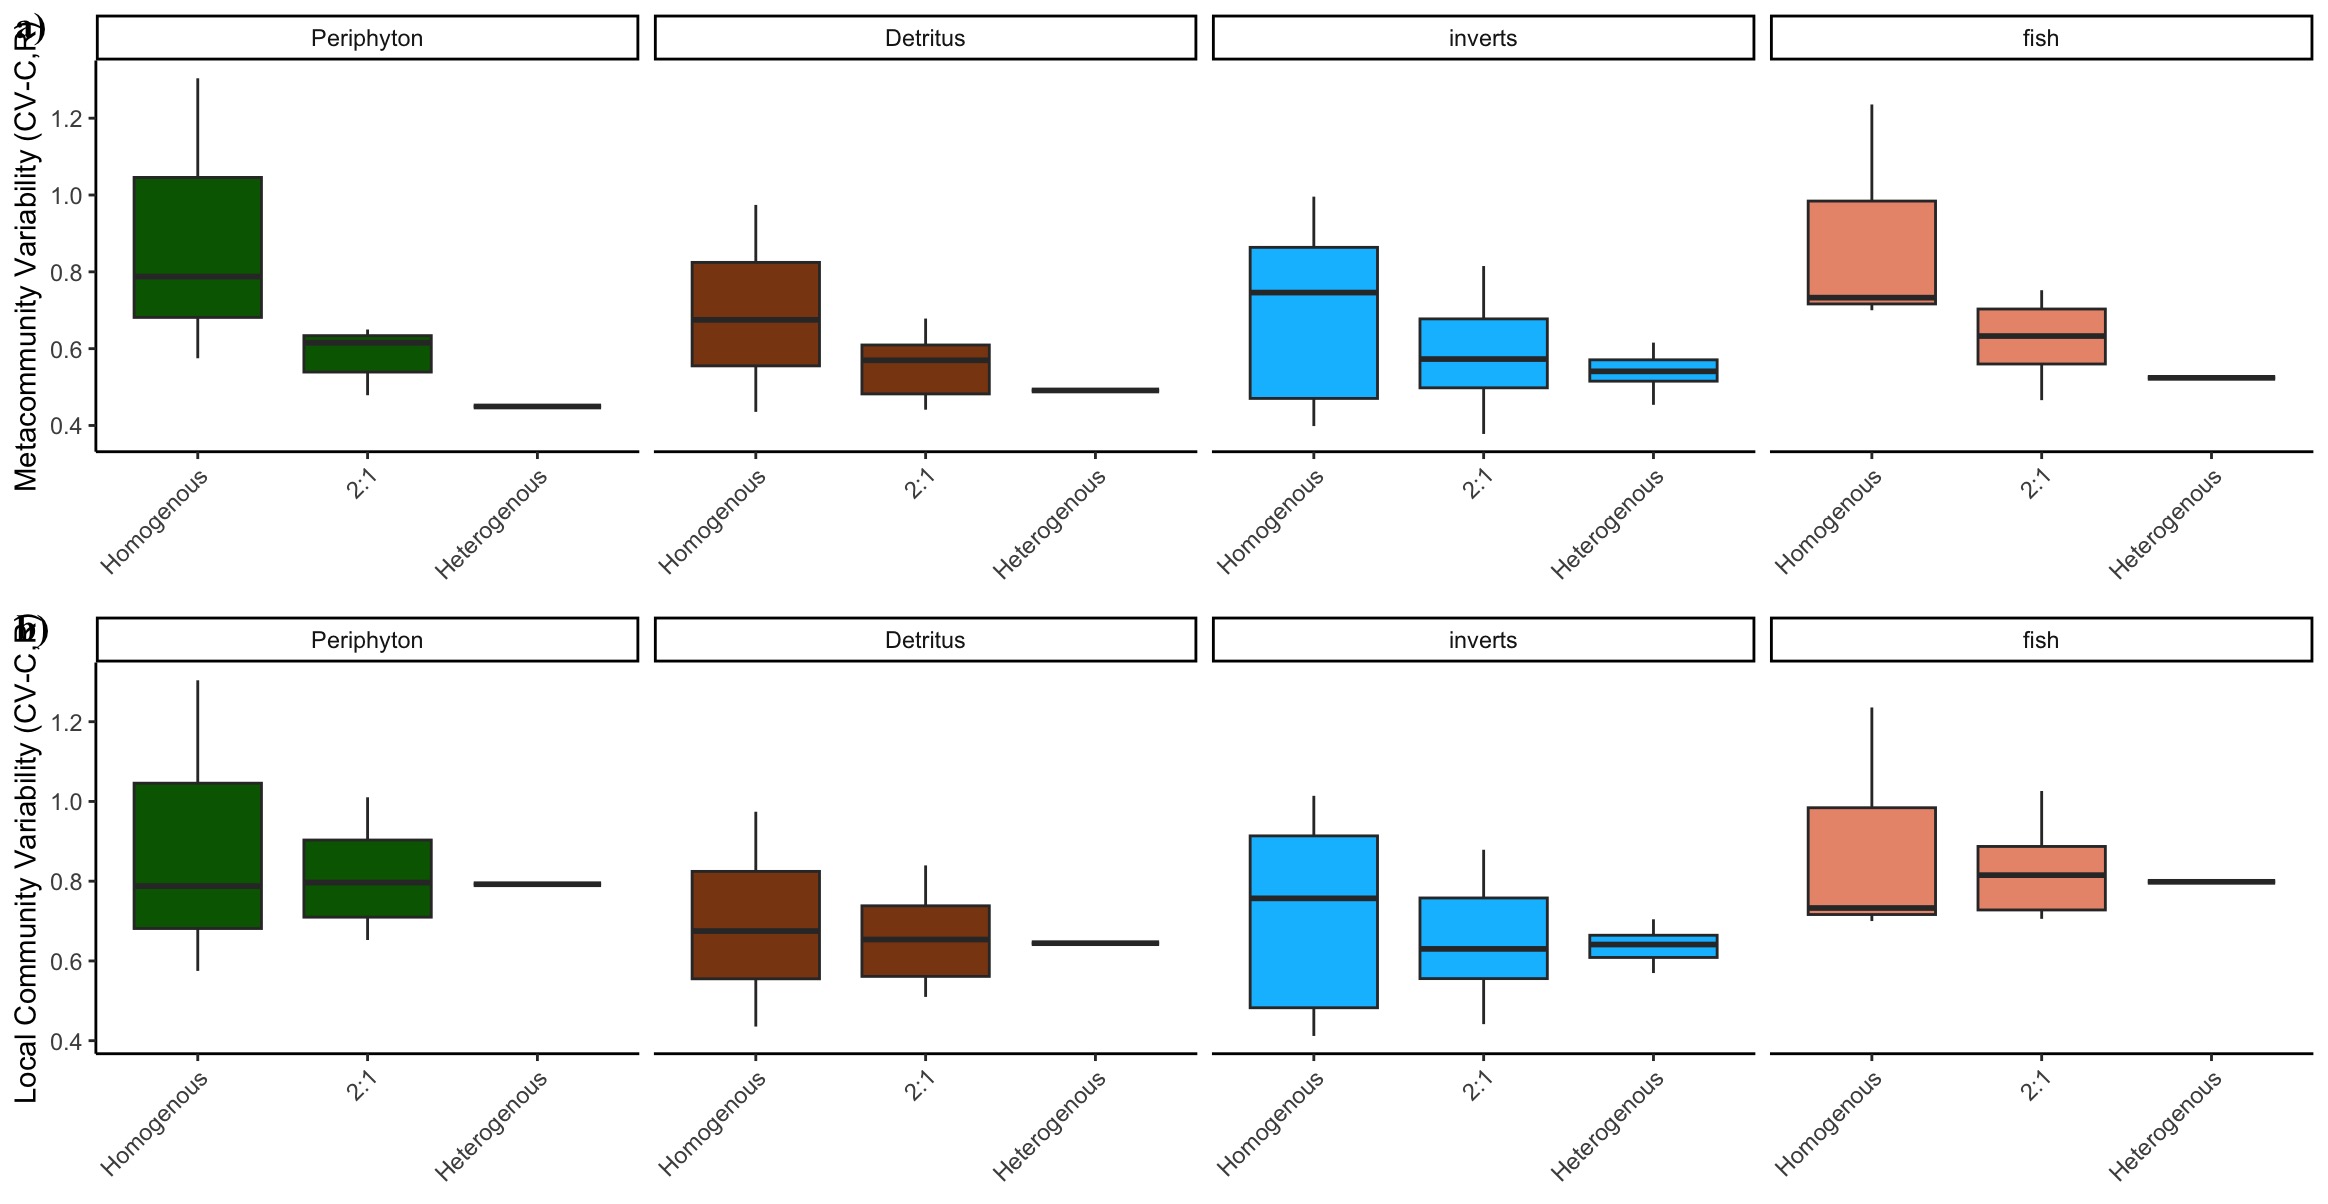 a)
Periphyton
Detritus
inverts
fish
Metacommunity Variability (CV-C,R)
1.2
1.0
0.8
0.6
0.4
Homogenous
2:1
Heterogenous
Homogenous
2:1
Heterogenous
Homogenous
2:1
Heterogenous
Homogenous
2:1
Heterogenous
b)
Periphyton
Detritus
inverts
fish
Local Community Variability (CV-C,
1.2
1.0
0.8
0.6
0.4
Homogenous
2:1
Heterogenous
Homogenous
2:1
Heterogenous
Homogenous
2:1
Heterogenous
Homogenous
2:1
Heterogenous